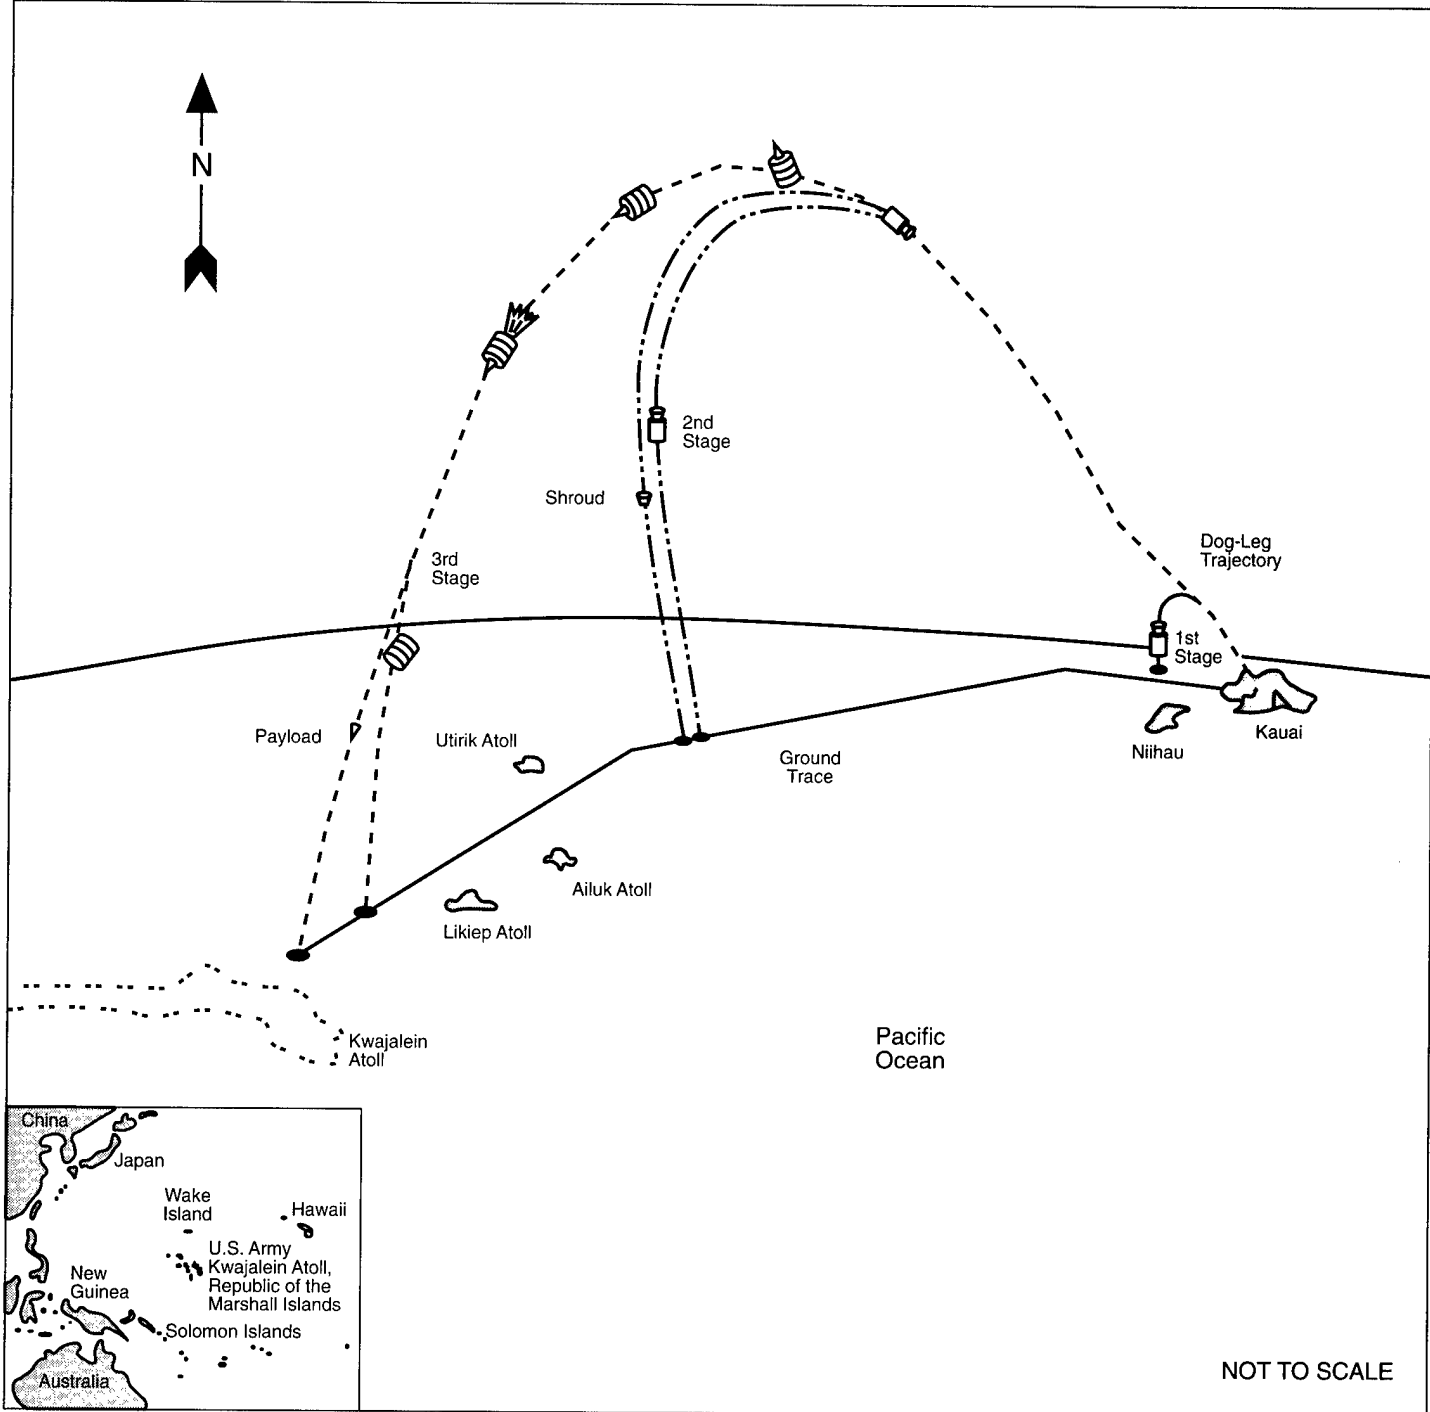 N
2nd
Stage
Shroud
Dog-Leg
Trajectory
3rd
Stage
1st
Stage
Payload
Utirik Atoll
Ground
Trace
Niihau
Kauai
Ailuk Atoll
Likiep Atoll
Kwajalein
Atoll
Pacific
Ocean
China
Japan
Wake
Island
Hawaii
U.S. Army
Kwajalein Atoll,
Republic of the
Marshall Islands
New
Guinea
Solomon Islands
Australia
NOT TO SCALE